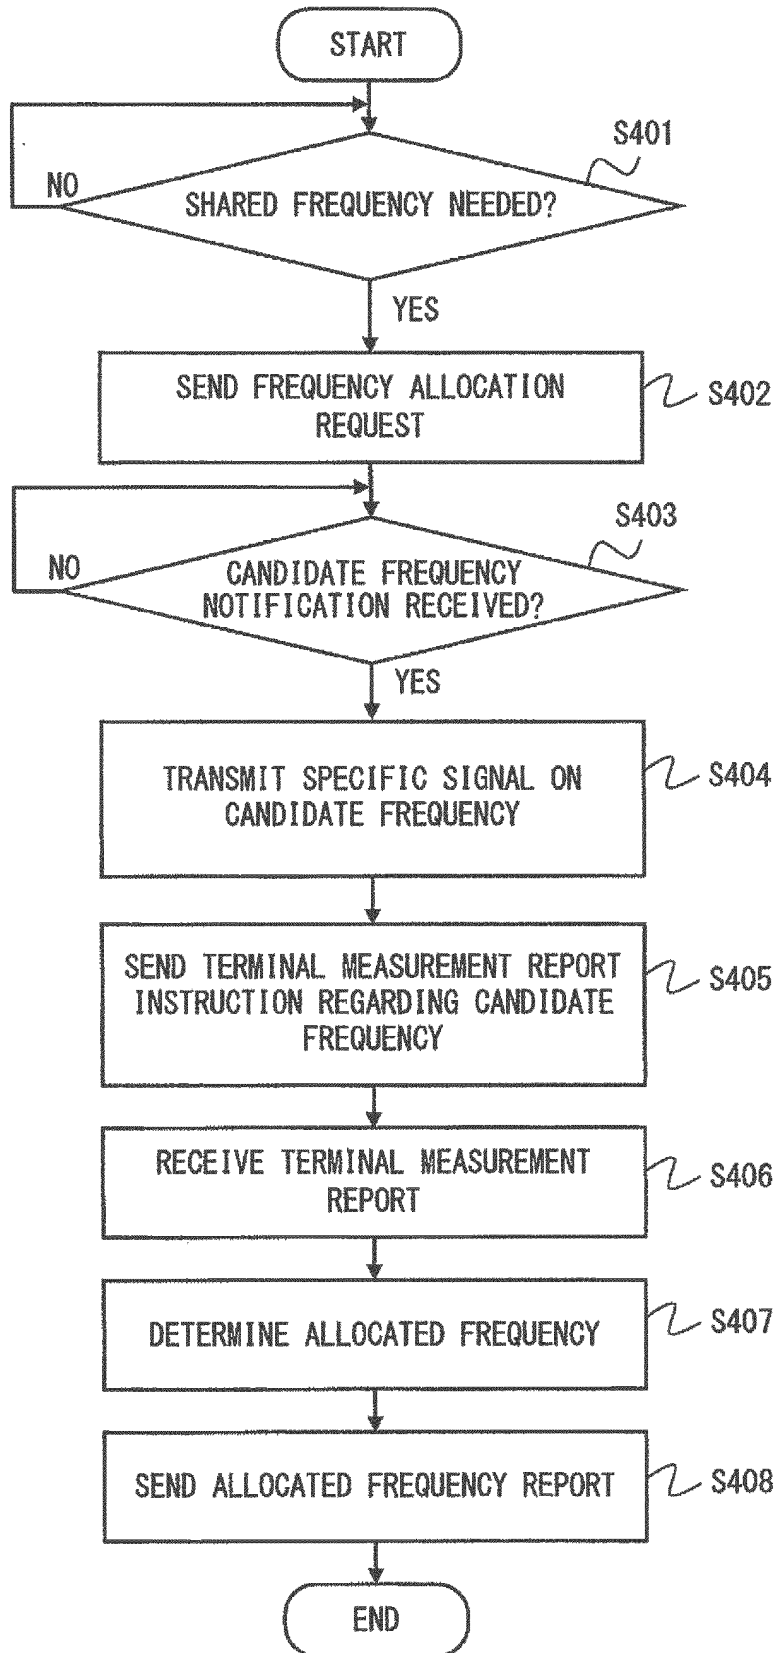 START
S401
NO
SHARED FREQUENCY NEEDED?
YES
SEND FREQUENCY ALLOCATION
REQUEST
S402
S403
NO
CANDIDATE FREQUENCY
NOTIFICATION RECEIVED?
YES
TRANSMIT SPECIFIC SIGNAL ON
CANDIDATE FREQUENCY
S404
SEND TERMINAL MEASUREMENT REPORT
INSTRUCTION REGARDING CANDIDATE
FREQUENCY
S405
RECEIVE TERMINAL MEASUREMENT
REPORT
S406
DETERMINE ALLOCATED FREQUENCY
S407
SEND ALLOCATED FREQUENCY REPORT
S408
END